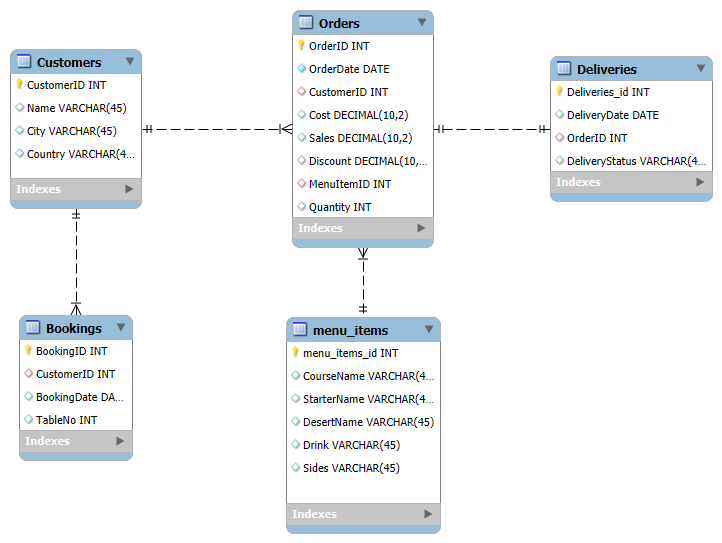 Customers
CustomerID INT
Name VARCHAR(45)
City VARCHAR(45)
Country VARCHAR(4...
Indexes
Orders
OrderID INT
OrderDate DATE
CustomerID INT
Cost DECIMAL(10,2)
Sales DECIMAL(10,2)
Discount DECIMAL(10,...
MenuItemID INT
Quantity INT
Indexes
Deliveries
Deliveries_id INT
DeliveryDate DATE
OrderID INT
DeliveryStatus VARCHAR(4...
Indexes
Bookings
BookingID INT
CustomerID INT
BookingDate DA...
TableNo INT
Indexes
menu_items
menu_items_id INT
CourseName VARCHAR(4...
StarterName VARCHAR(4...
DesertName VARCHAR(45)
Drink VARCHAR(45)
Sides VARCHAR(45)
Indexes